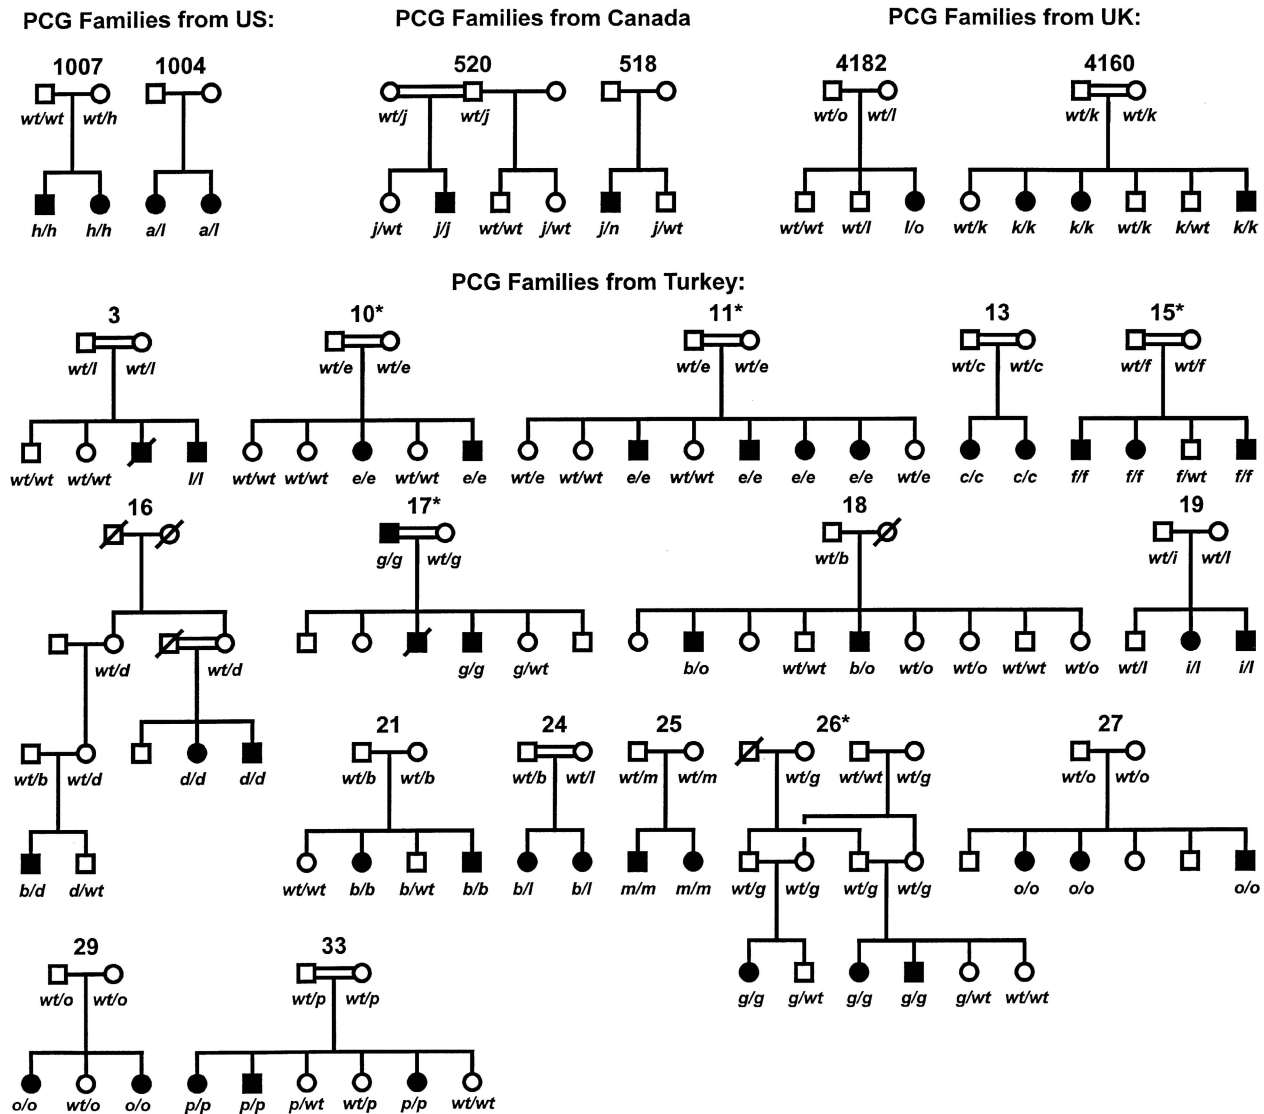 PCG Families from US: PCG Families from Canada PCG Families from UK:
1007 1004 520 518 4182 4160
wt/wt wt/h wt/j wt/j wt/o wt/l wt/k wt/k
h/h h/h a/l a/l j/wt j/j wt/wt j/wt j/n j/wt wt/wt wt/l l/o wt/k k/k k/k wt/k k/wt k/k
PCG Families from Turkey:
3 10* 11* 13 15*
wt/l wt/l wt/e wt/e wt/e wt/e wt/c wt/c wt/f wt/f
wt/wt wt/wt l/l wt/wt wt/wt e/e wt/wt e/e wt/e wt/wt e/e wt/wt e/e e/e e/e wt/e c/c c/c f/f f/f f/wt f/f
16 17* 18 19
g/g wt/g wt/b wt/i wt/l
wt/d wt/d g/g g/wt b/o wt/wt b/o wt/o wt/o wt/wt wt/o wt/l i/l i/l
21 24 25 26* 27
wt/b wt/d d/d d/d wt/b wt/b wt/b wt/l wt/m wt/m wt/g wt/wt wt/g wt/o wt/o
b/d d/wt wt/wt b/b b/wt b/b b/l b/l m/m m/m wt/g wt/g wt/g wt/g o/o o/o o/o
29 33
wt/o wt/o wt/p wt/p g/g g/wt g/g g/g g/wt wt/wt
o/o wt/o o/o p/p p/p p/wt wt/p p/p wt/wt